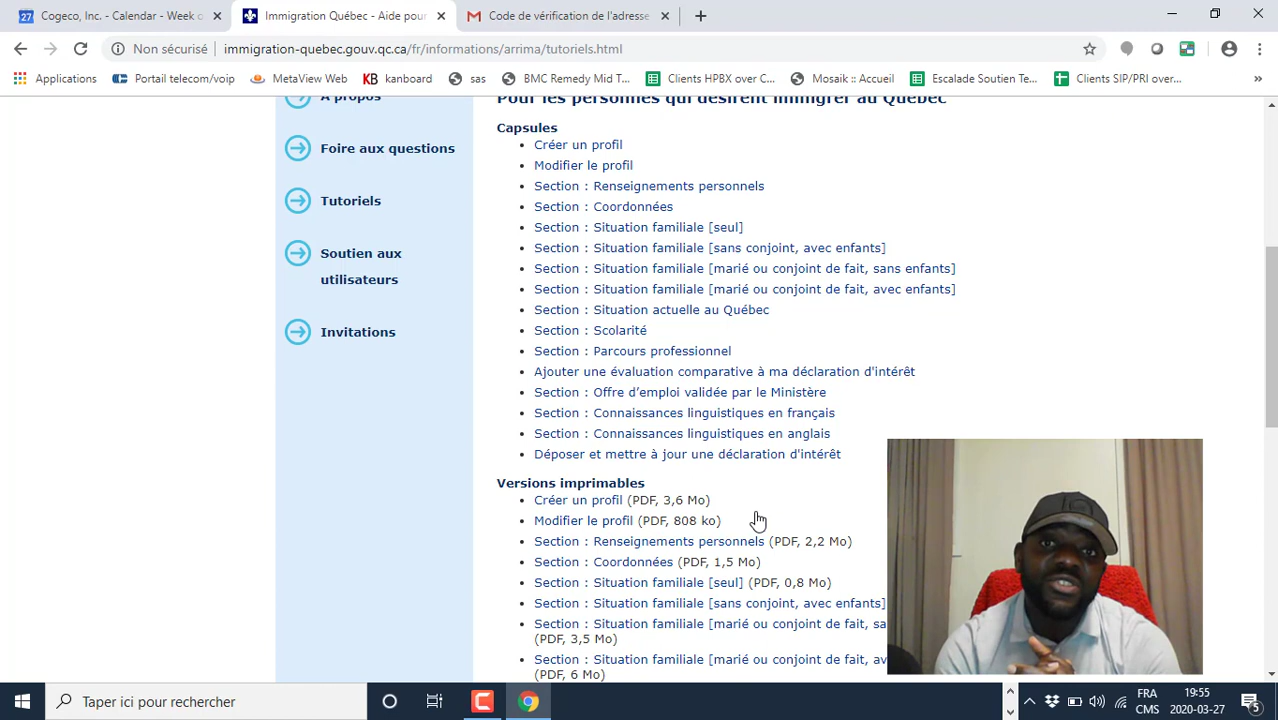 Cogeco, Inc. - Calendar - Week o
Immigration Québec - Aide pour
Code de vérification de l'adresse
Non sécurisé
immigration-quebec.gouv.qc.ca/fr/informations/arrima/tutoriels.html
Applications
Portail telecom/voip
MetaView Web
KB kanboard
sas
BMC Remedy Mid T...
Clients HPBX over C...
Mosaik :: Accueil
Escalade Soutien Te...
Clients SIP/PRI over...
»
À propos
Foire aux questions
Tutoriels
Soutien aux
utilisateurs
Invitations
Pour les personnes qui désirent immigrer au Québec
Capsules
Créer un profil
Modifier le profil
Section : Renseignements personnels
Section : Coordonnées
Section : Situation familiale [seul]
Section : Situation familiale [sans conjoint, avec enfants]
Section : Situation familiale [marié ou conjoint de fait, sans enfants]
Section : Situation familiale [marié ou conjoint de fait, avec enfants]
Section : Situation actuelle au Québec
Section : Scolarité
Section : Parcours professionnel
Ajouter une évaluation comparative à ma déclaration d'intérêt
Section : Offre d’emploi validée par le Ministère
Section : Connaissances linguistiques en français
Section : Connaissances linguistiques en anglais
Déposer et mettre à jour une déclaration d'intérêt
Versions imprimables
Créer un profil (PDF, 3,6 Mo)
Modifier le profil (PDF, 808 ko)
Section : Renseignements personnels (PDF, 2,2 Mo)
Section : Coordonnées (PDF, 1,5 Mo)
Section : Situation familiale [seul] (PDF, 0,8 Mo)
Section : Situation familiale [sans conjoint, avec enfants]
Section : Situation familiale [marié ou conjoint de fait, sa
(PDF, 3,5 Mo)
Section : Situation familiale [marié ou conjoint de fait, av
(PDF, 6 Mo)
Taper ici pour rechercher
FRA
CMS
19:55
2020-03-27
5